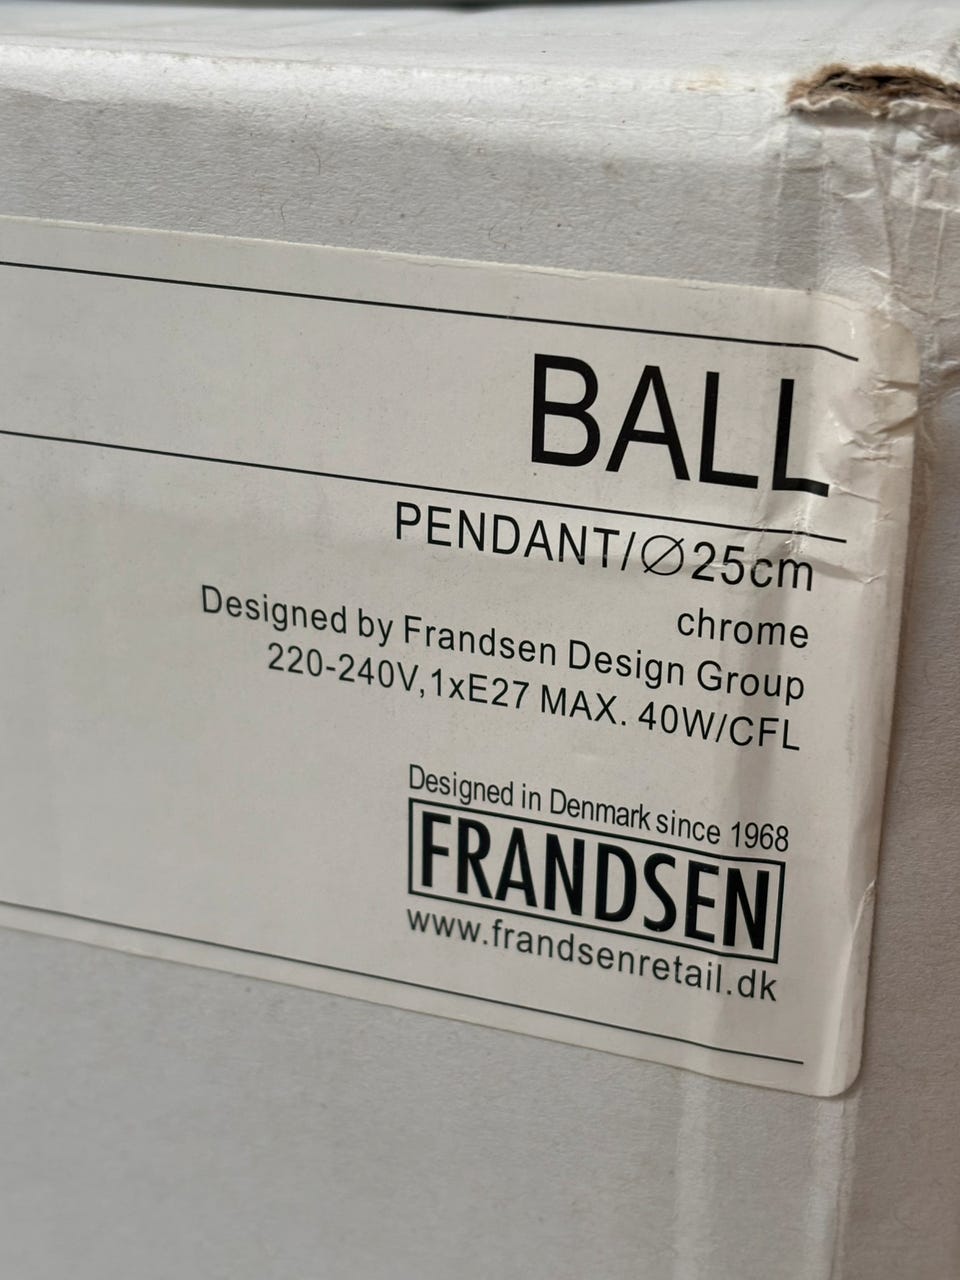 BALL
PENDANT/Ø25cm
chrome
Designed by Frandsen Design Group
220-240V,1xE27 MAX. 40W/CFL
Designed in Denmark since 1968
FRANDSEN
www.frandsenretail.dk